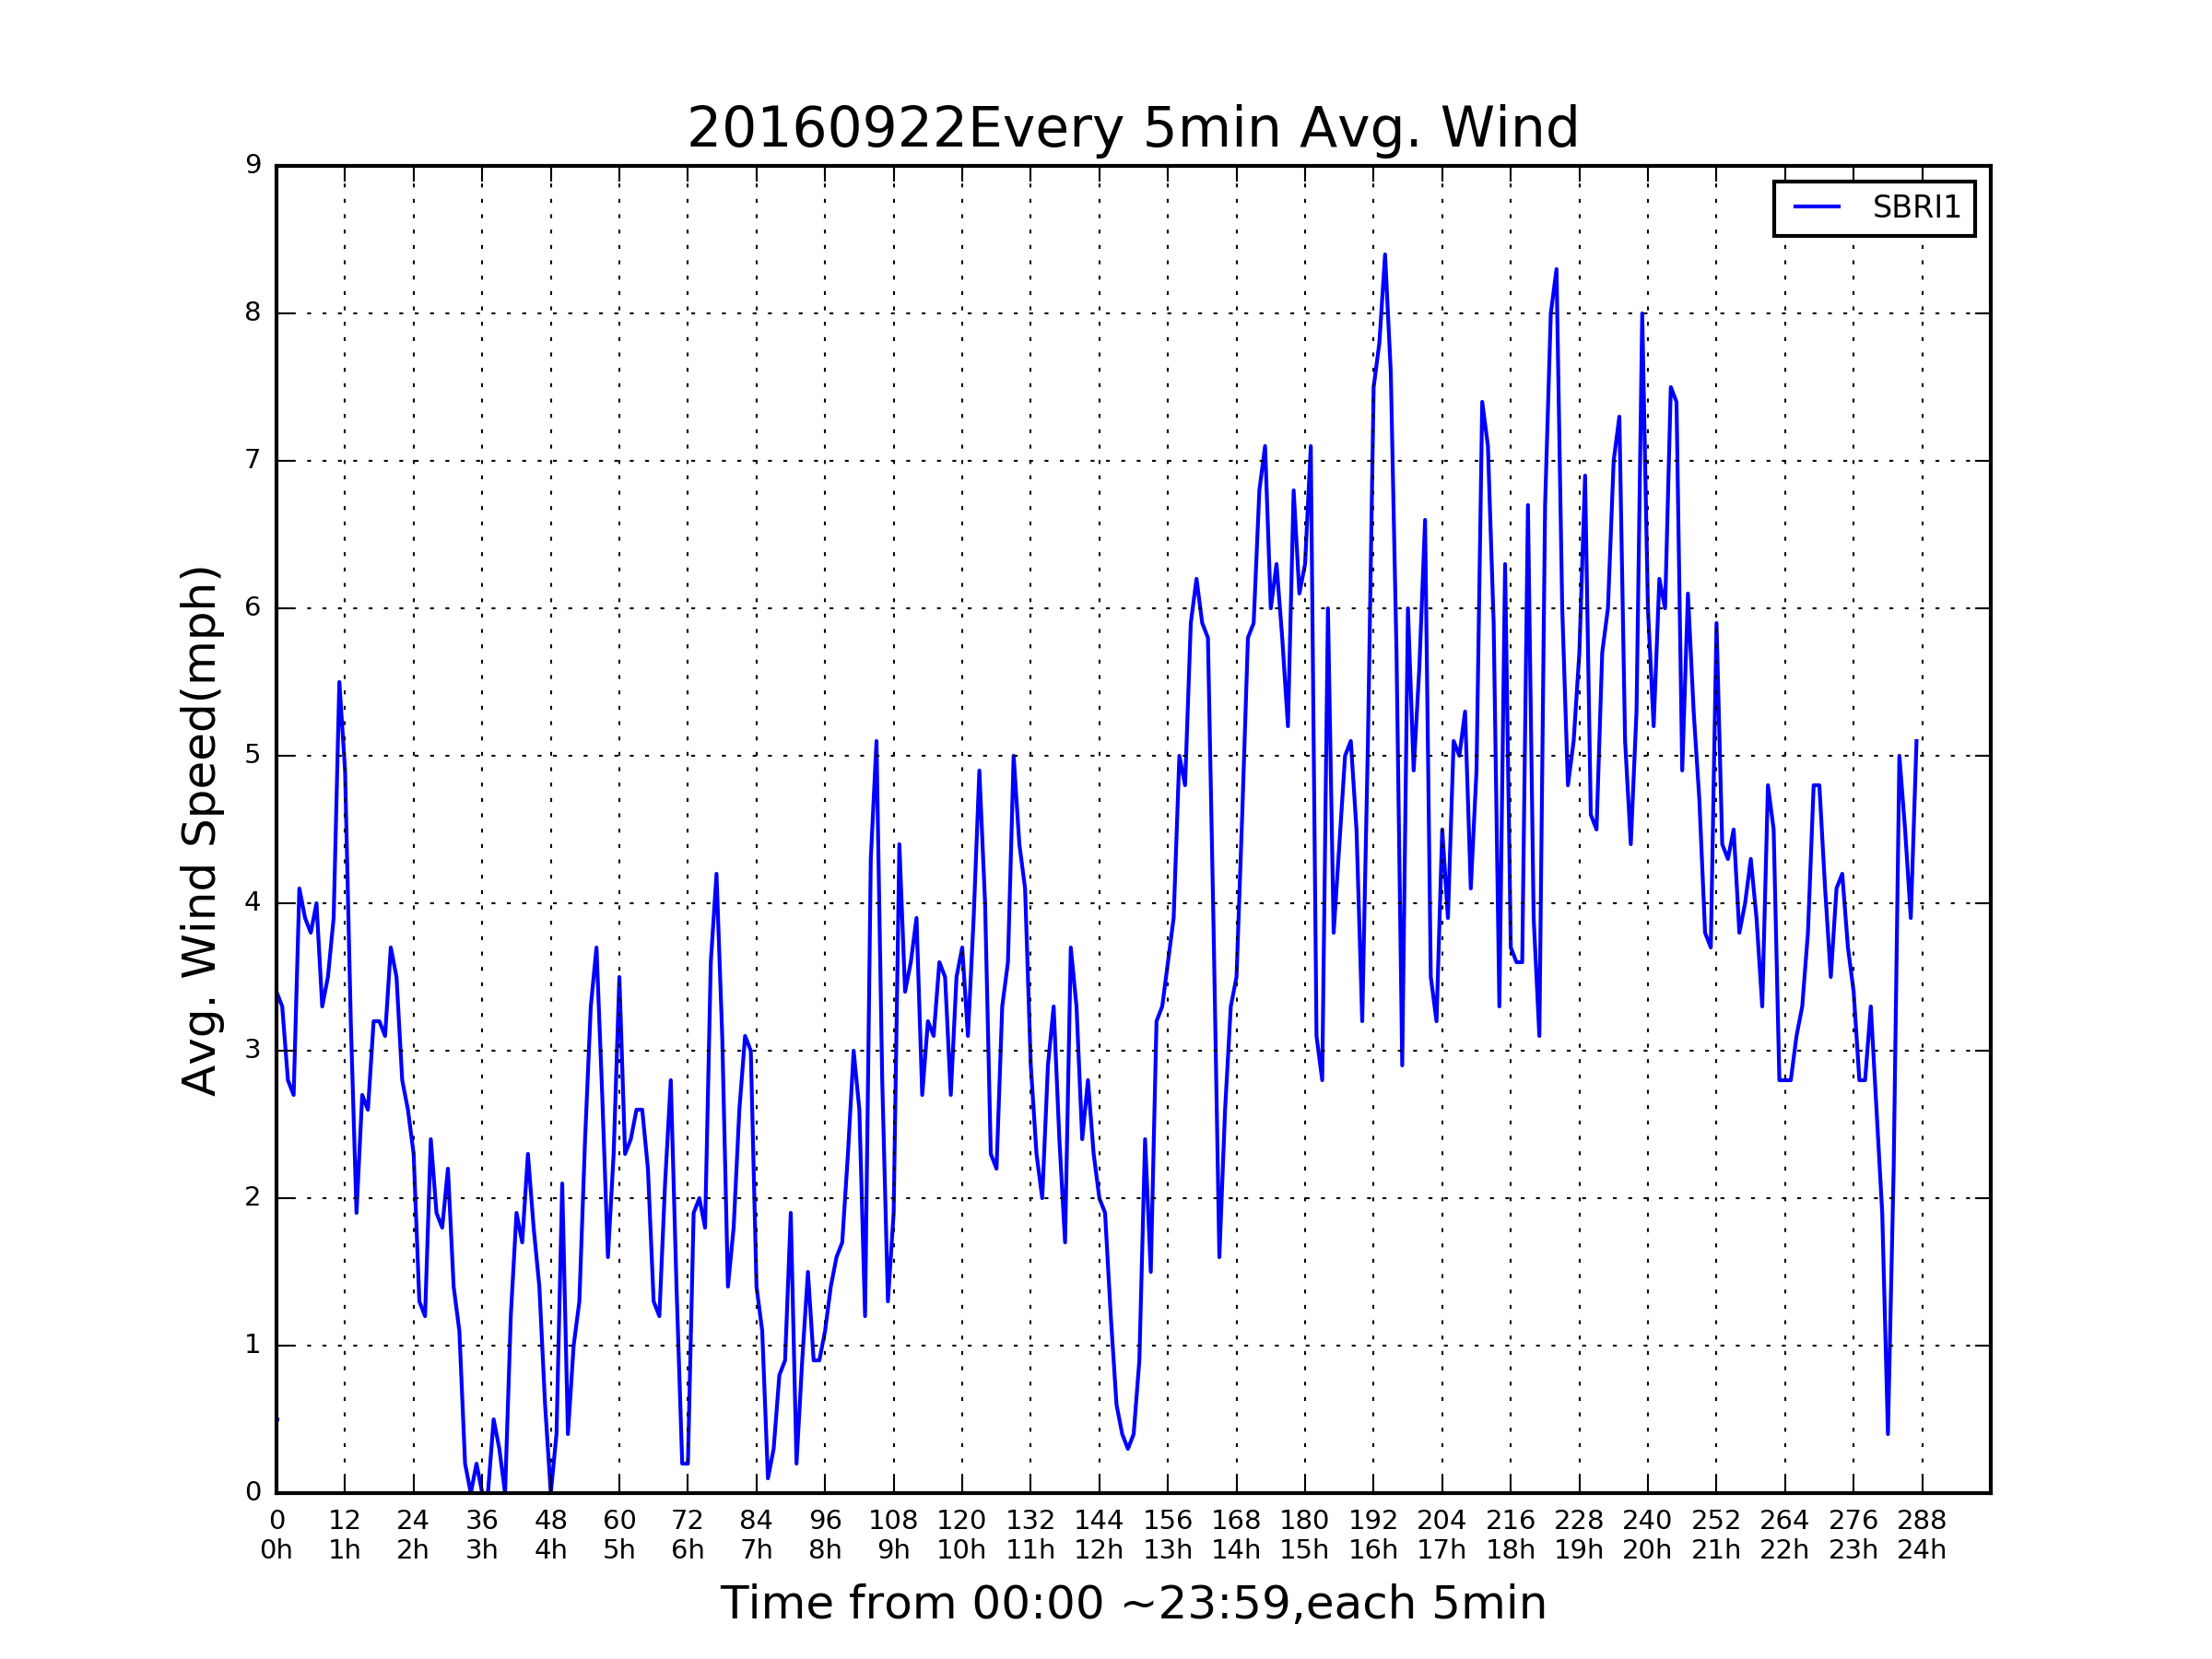 20160922Every 5min Avg. Wind
SBRI1
Avg. Wind Speed(mph)
9
8
7
6
5
4
3
2
1
0
0 12 24 36 48 60 72 84 96 108 120 132 144 156 168 180 192 204 216 228 240 252 264 276 288
0h 1h 2h 3h 4h 5h 6h 7h 8h 9h 10h 11h 12h 13h 14h 15h 16h 17h 18h 19h 20h 21h 22h 23h 24h
Time from 00:00 ~23:59,each 5min